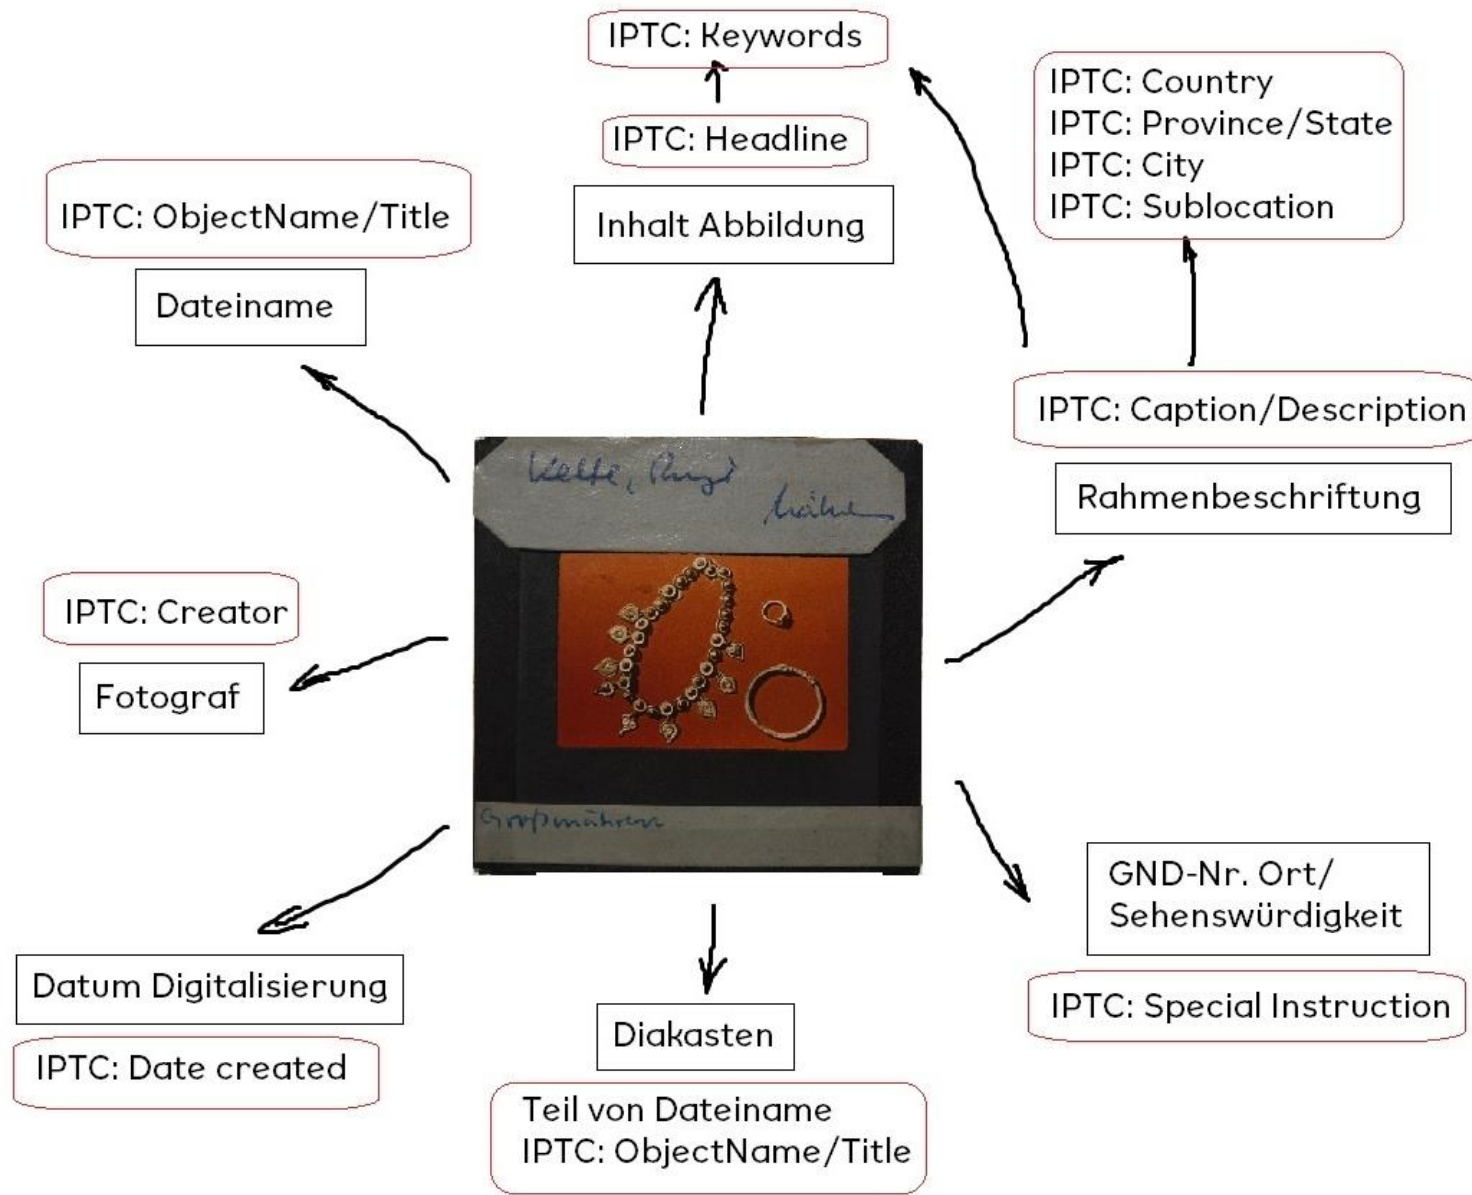 IPTC: Keywords
IPTC: Headline
Inhalt Abbildung
IPTC: Country
IPTC: Province/State
IPTC: City
IPTC: Sublocation
IPTC: ObjectName/Title
Dateiname
IPTC: Caption/Description
Rahmenbeschriftung
Kette,
IPTC: Creator
Fotograf
Großmähren
GND-Nr. Ort/
Sehenswürdigkeit
IPTC: Special Instruction
Datum Digitalisierung
IPTC: Date created
Diakasten
Teil von Dateiname
IPTC: ObjectName/Title